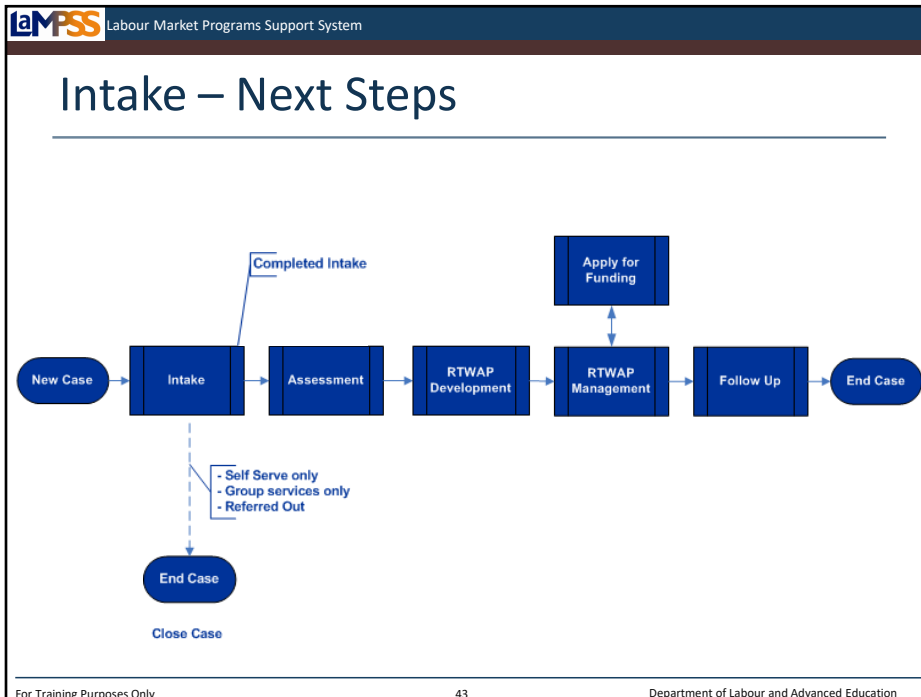 LaMPSS Labour Market Programs Support System
Intake – Next Steps
Completed Intake
Apply for
Funding
New Case
Intake
Assessment
RTWAP
Development
RTWAP
Management
Follow Up
End Case
- Self Serve only
- Group services only
- Referred Out
End Case
Close Case
For Training Purposes Only
43
Department of Labour and Advanced Education